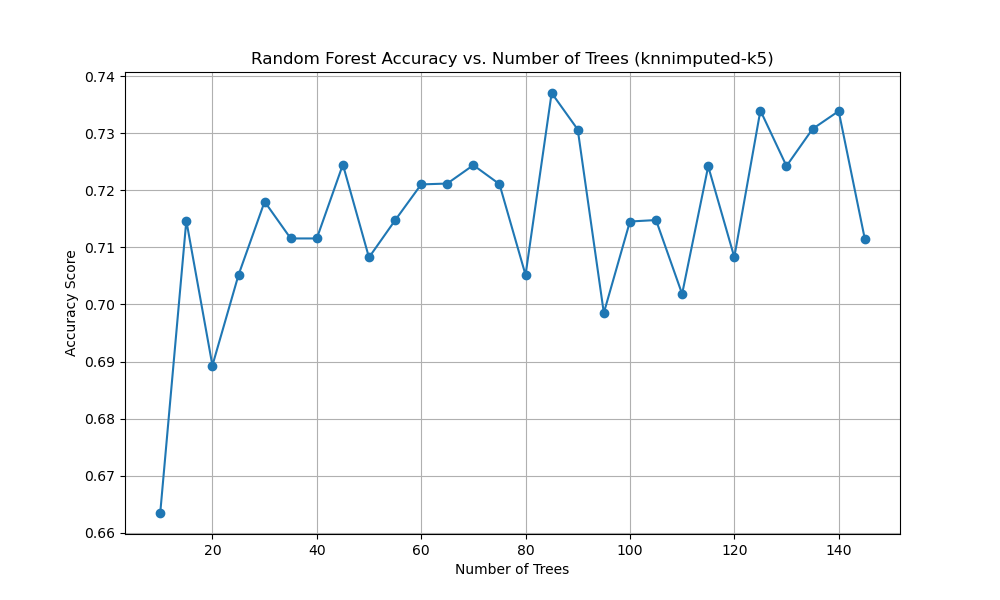 Random Forest Accuracy vs. Number of Trees (knnimputed-k5)
0.74
0.73
0.72
0.71
0.70
0.69
0.68
0.67
0.66
Accuracy Score
20 40 60 80 100 120 140
Number of Trees